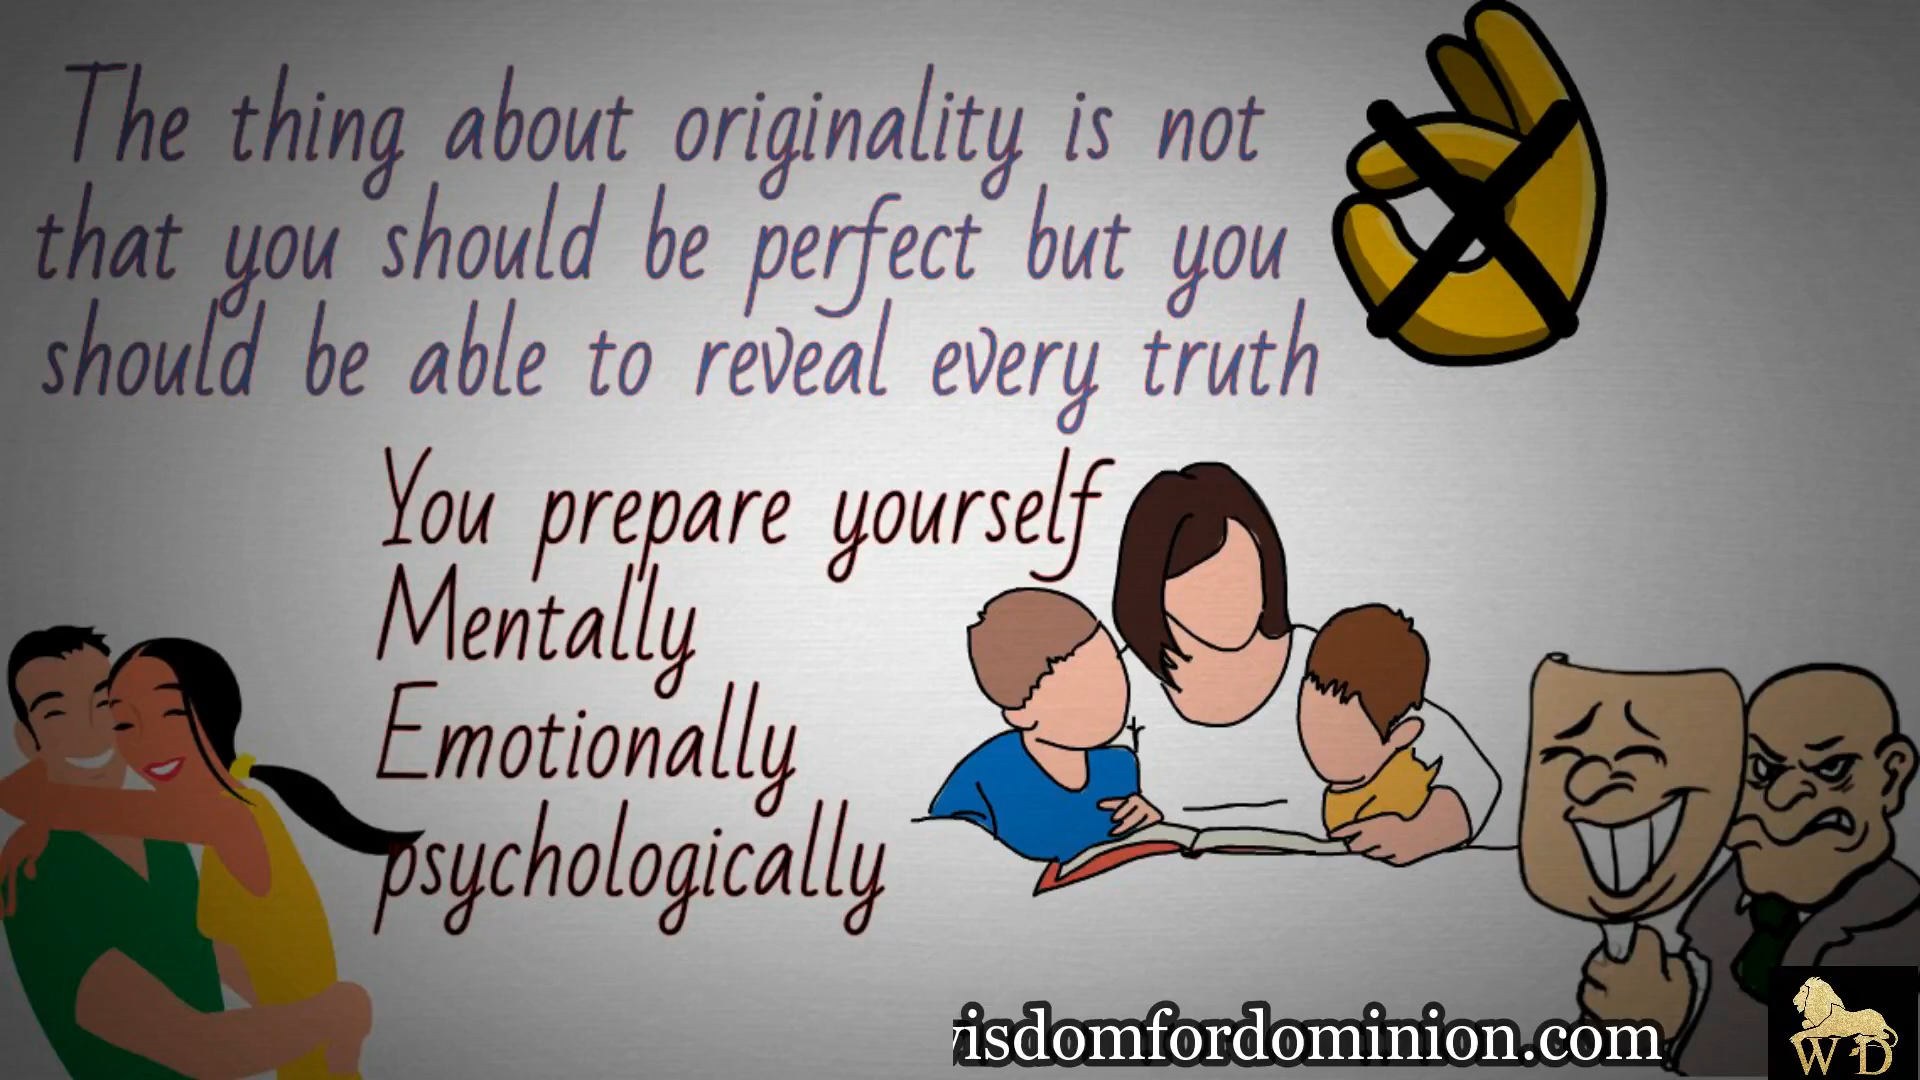 The thing about originality is not
that you should be perfect but you
should be able to reveal every truth
You prepare yourself
Mentally
Emotionally
psychologically
isdomfordominion.com
W D